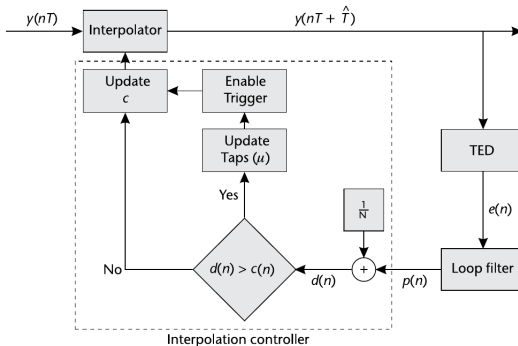 y(nT)
Interpolator
y(nT + T̂)
Update
c
Enable
Trigger
Update
Taps (μ)
TED
Yes
1
N
e(n)
No
d(n) > c(n)
d(n)
+
p(n)
Loop filter
Interpolation controller